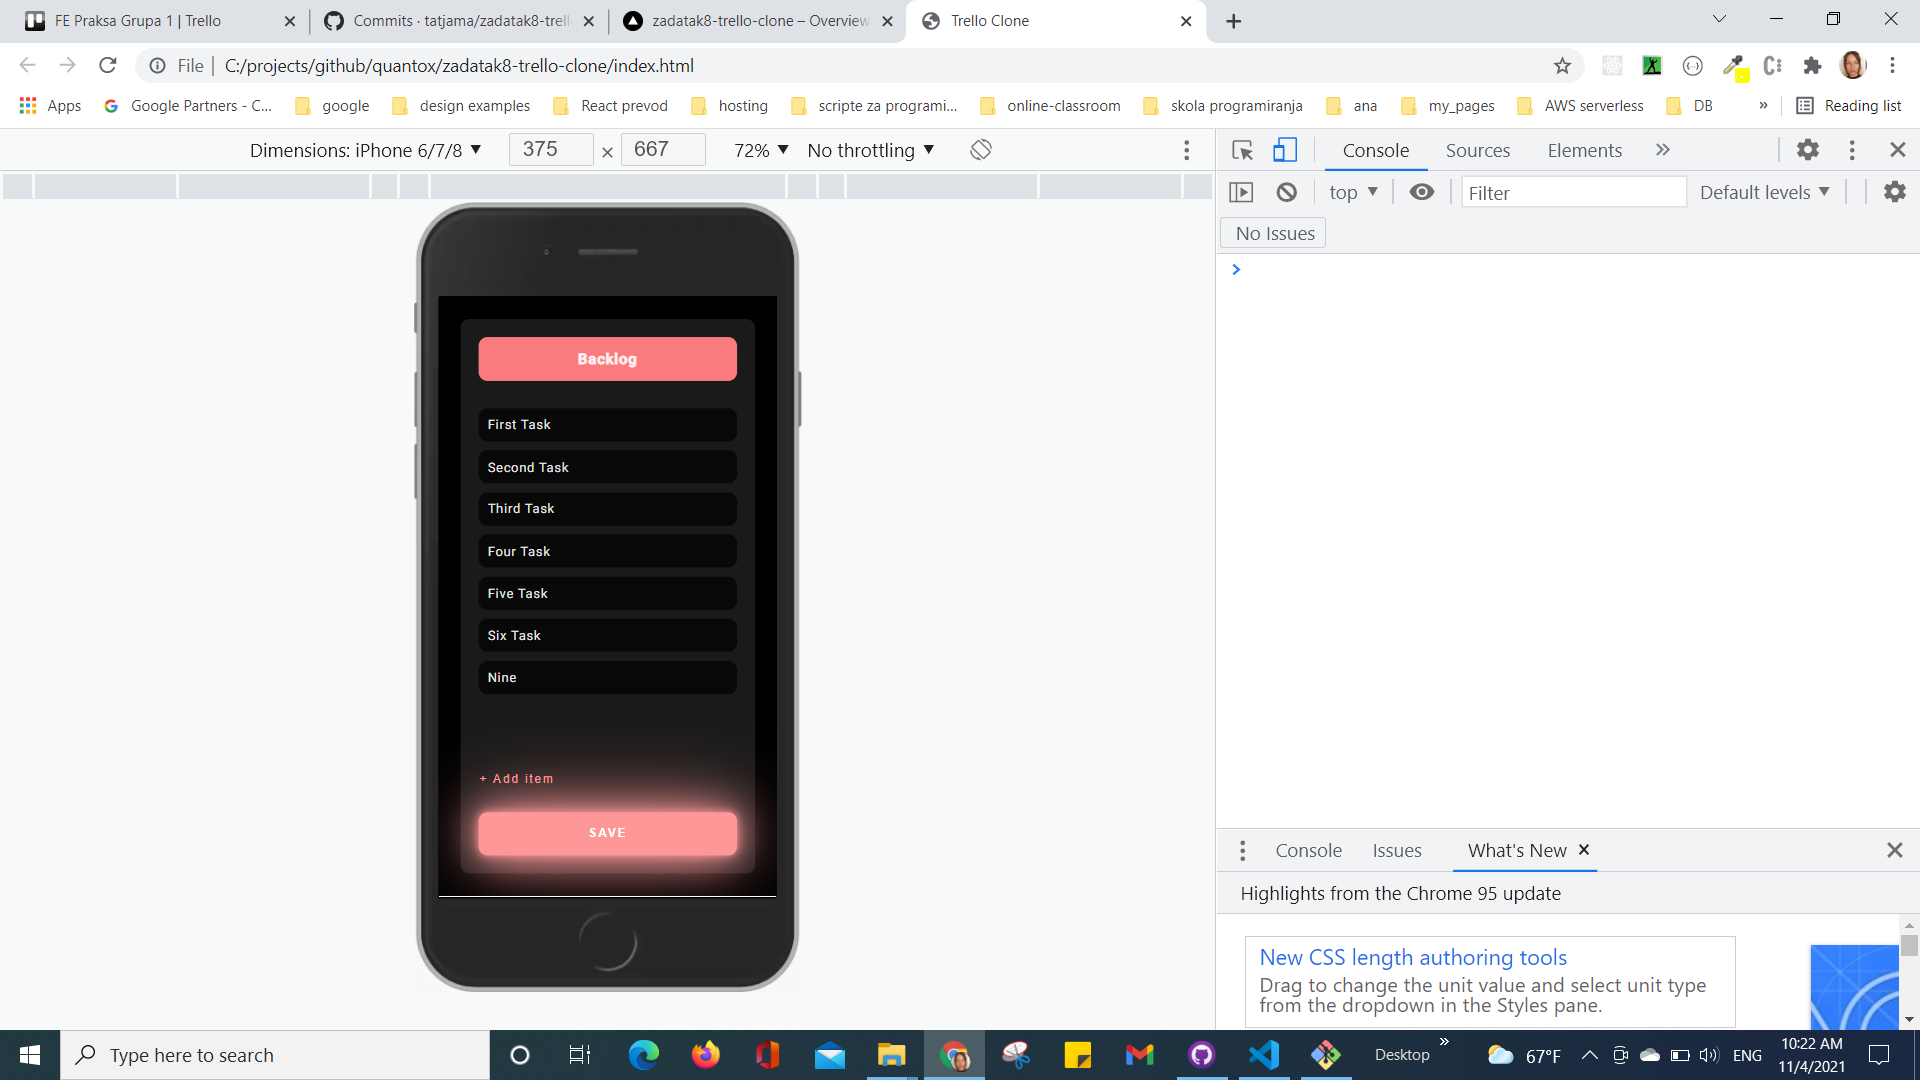 FE Praksa Grupa 1 | Trello
Commits · tatjama/zadatak8-trell
zadatak8-trello-clone – Overview
Trello Clone
File | C:/projects/github/quantox/zadatak8-trello-clone/index.html
Apps
Google Partners - C...
google
design examples
React prevod
hosting
scripte za programi...
online-classroom
skola programiranja
ana
my_pages
AWS serverless
DB
»
Reading list
Dimensions: iPhone 6/7/8 ▼ 375 × 667 72% ▼ No throttling ▼
Console Sources Elements »
top ▼ Filter Default levels ▼
No Issues
Backlog
First Task
Second Task
Third Task
Four Task
Five Task
Six Task
Nine
+ Add item
SAVE
Console Issues What's New ×
Highlights from the Chrome 95 update
New CSS length authoring tools
Drag to change the unit value and select unit type
from the dropdown in the Styles pane.
Type here to search
Desktop »
67°F
ENG
10:22 AM
11/4/2021